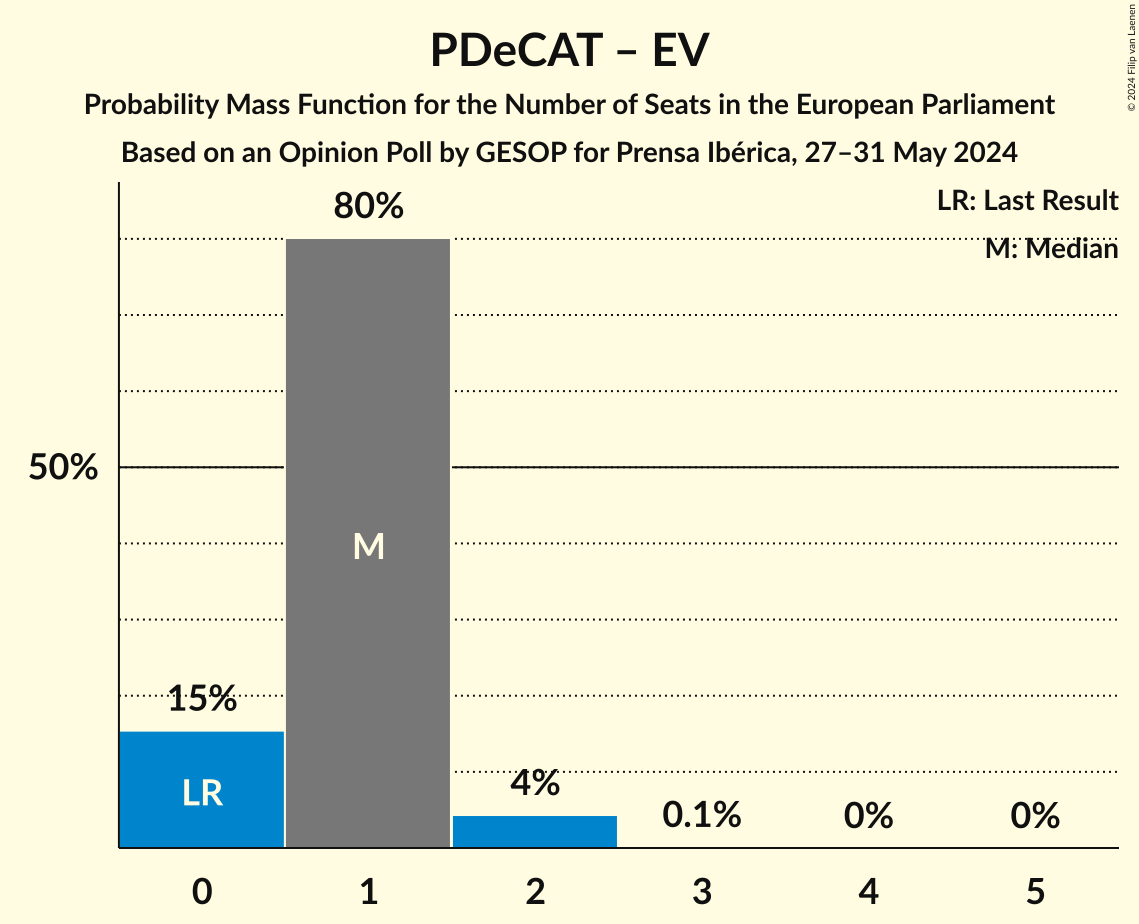 PDeCAT – EV
Probability Mass Function for the Number of Seats in the European Parliament
Based on an Opinion Poll by GESOP for Prensa Ibérica, 27–31 May 2024
© 2024 Filip van Laenen
LR: Last Result
M: Median
80%
50%
M
15%
LR
4%
0.1%
0%
0%
0 1 2 3 4 5